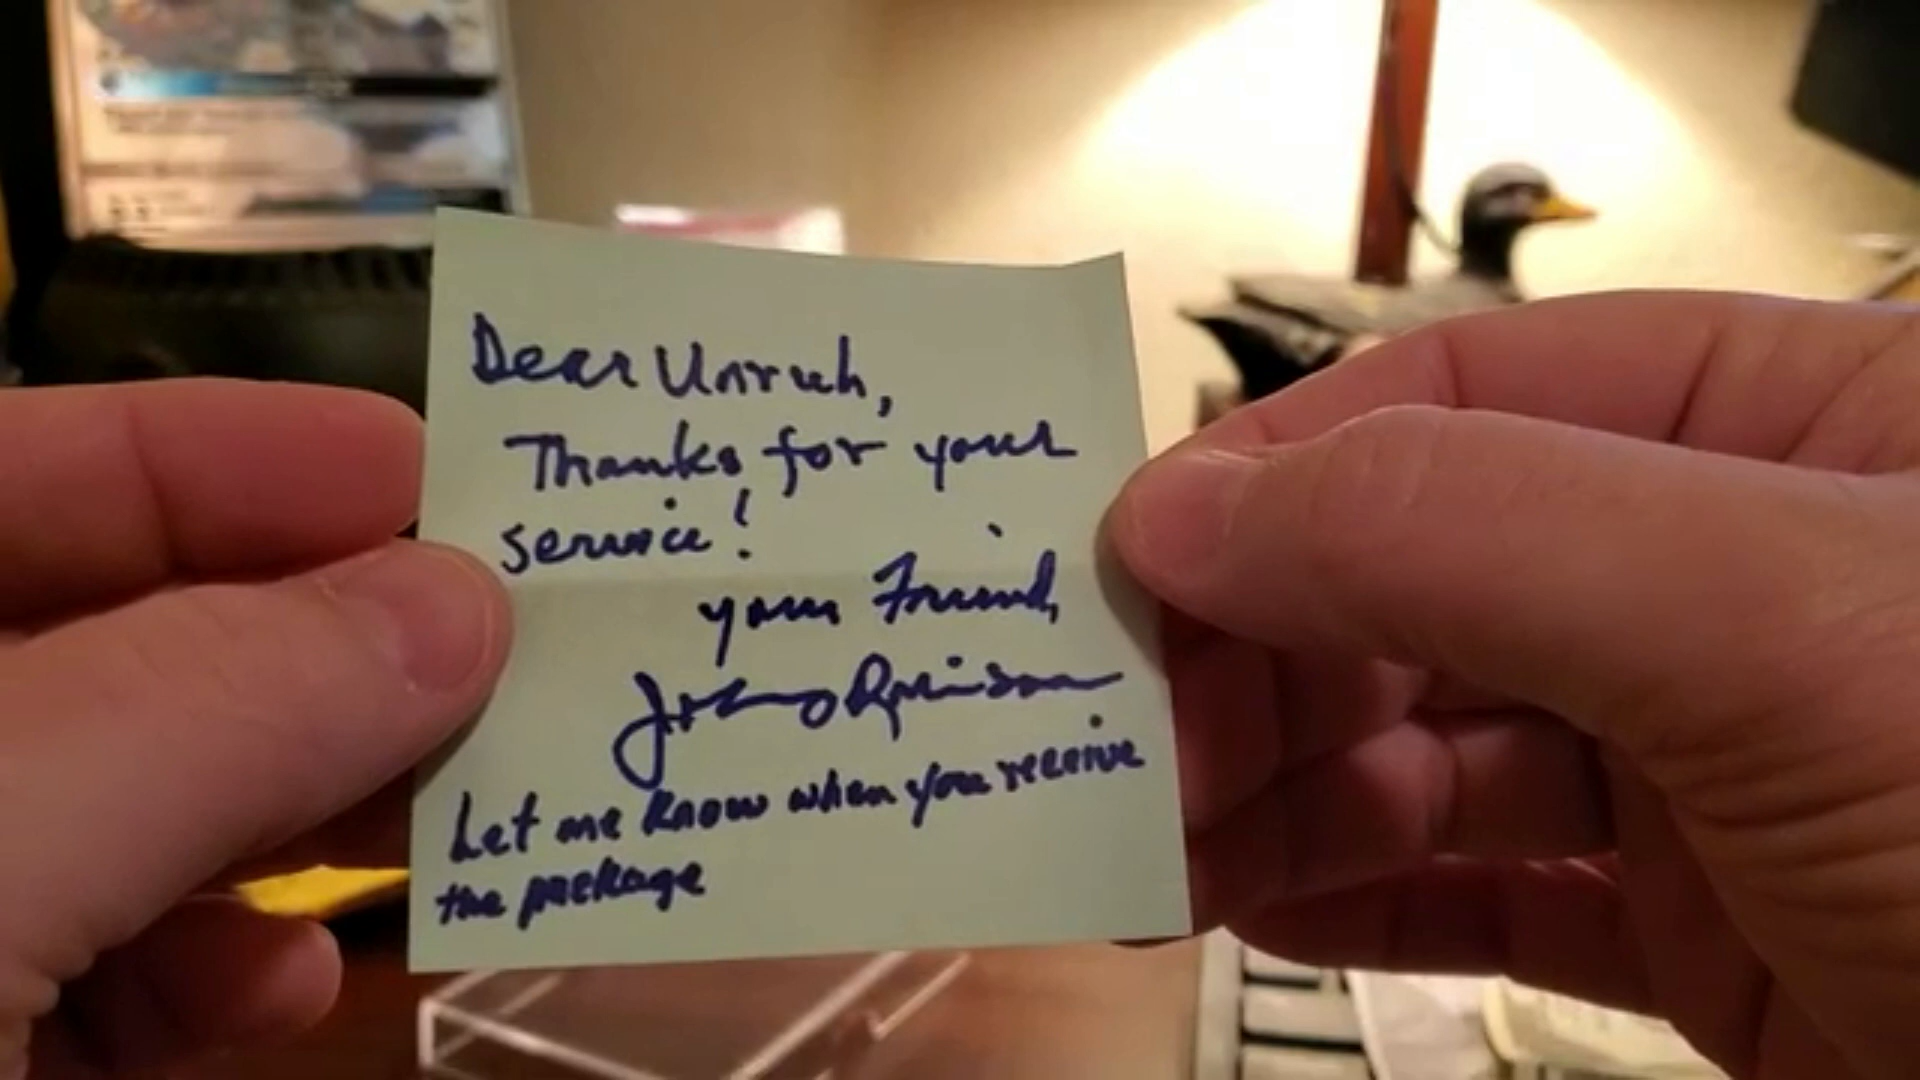 Dear Unruh,
Thanks for your
service!
your Friend,
Let me know when you receive
the package